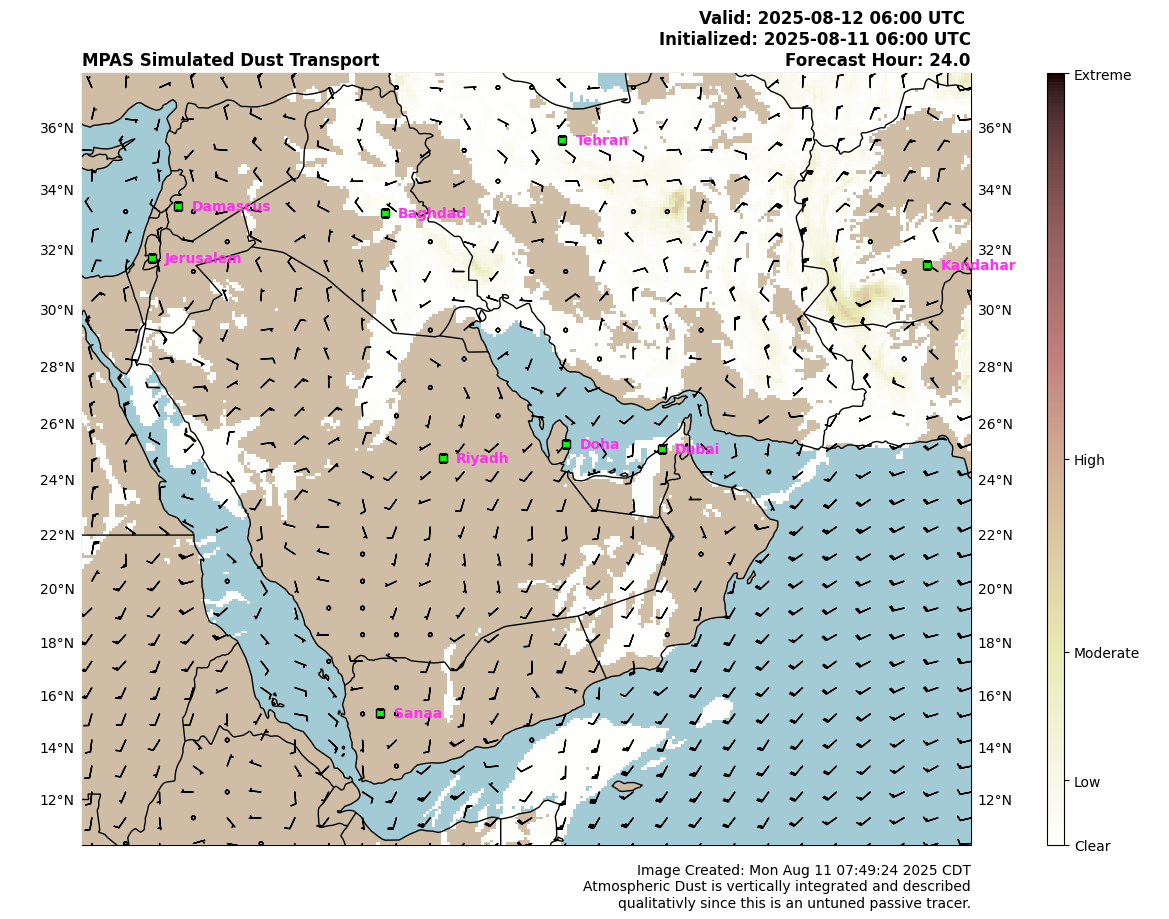 Valid: 2025-08-12 06:00 UTC
Initialized: 2025-08-11 06:00 UTC
MPAS Simulated Dust Transport
Forecast Hour: 24.0
Extreme
36°N
36°N
Tehran
34°N
34°N
Damascus
Baghdad
32°N
32°N
Jerusalem
Kandahar
30°N
30°N
28°N
28°N
26°N
26°N
Doha
Dubai
Riyadh
High
24°N
24°N
22°N
22°N
20°N
20°N
18°N
18°N
Moderate
16°N
16°N
Sanaa
14°N
14°N
Low
12°N
12°N
Clear
Image Created: Mon Aug 11 07:49:24 2025 CDT
Atmospheric Dust is vertically integrated and described
qualitativly since this is an untuned passive tracer.